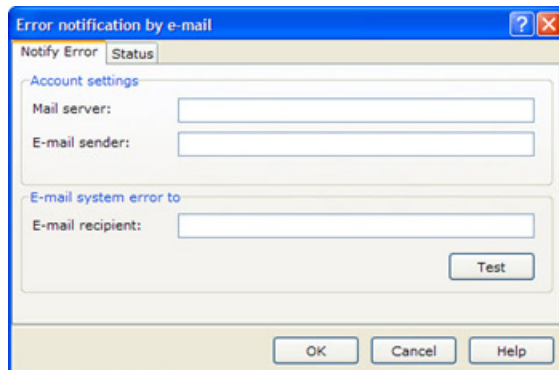 Error notification by e-mail
?
Notify Error Status
Account settings
Mail server:
E-mail sender:
E-mail system error to
E-mail recipient:
Test
OK Cancel Help